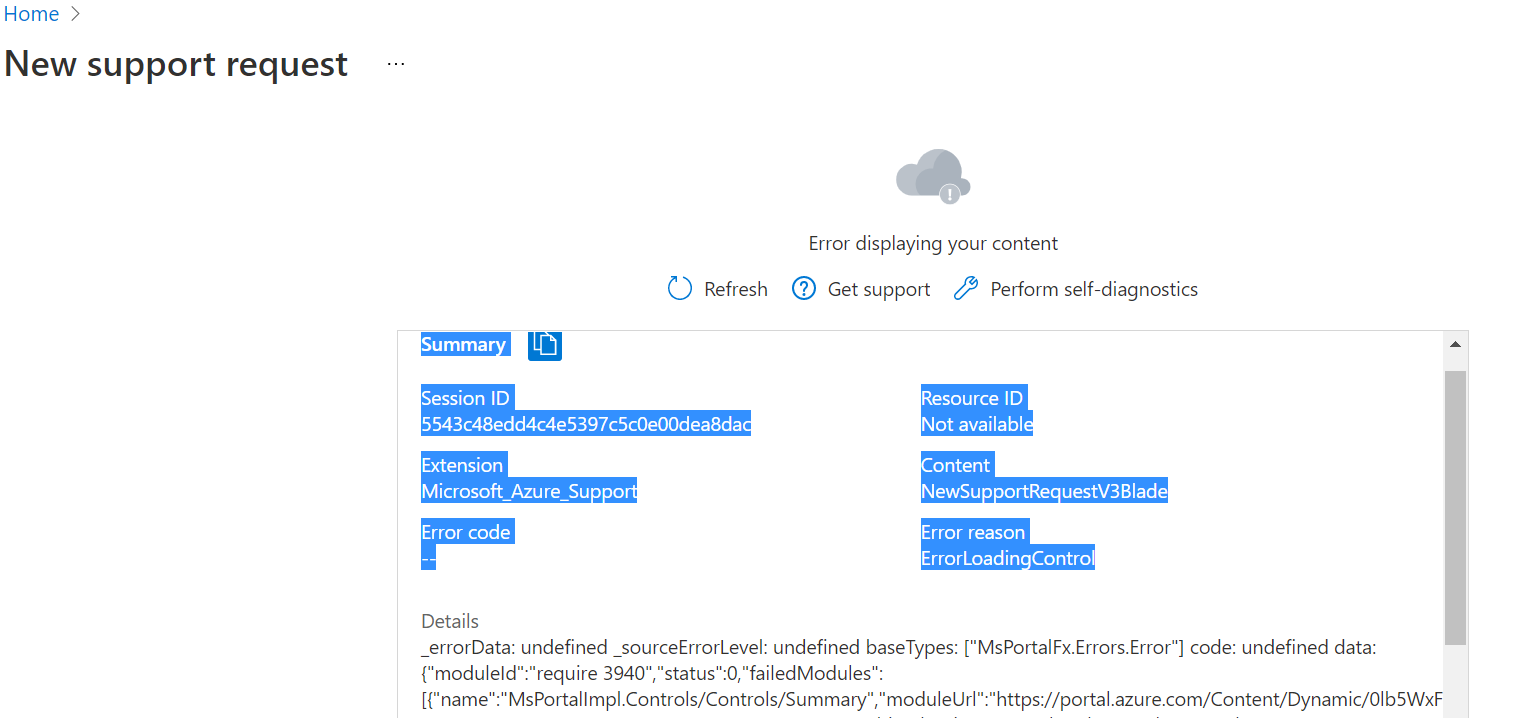 Home >
New support request ...
Error displaying your content
Refresh Get support Perform self-diagnostics
Summary
Session ID Resource ID
5543c48edd4c4e5397c5c0e00dea8dac Not available
Extension Content
Microsoft_Azure_Support NewSupportRequestV3Blade
Error code Error reason
-- ErrorLoadingControl
Details
_errorData: undefined _sourceErrorLevel: undefined baseTypes: ["MsPortalFx.Errors.Error"] code: undefined data:
{"moduleId":"require 3940","status":0,"failedModules":
[{"name":"MsPortalImpl.Controls/Controls/Summary","moduleUrl":"https://portal.azure.com/Content/Dynamic/0lb5WxF